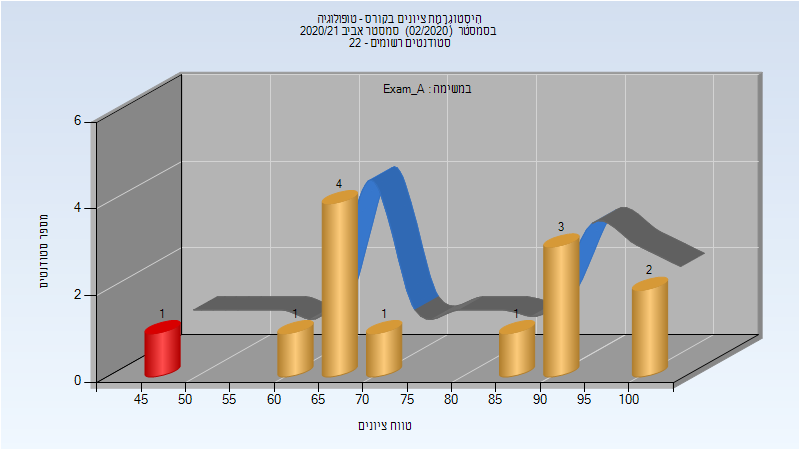 היסטוגרמת ציונים בקורס - טופולוגיה
בסמסטר (02/2020) סמסטר אביב 2020/21
סטודנטים רשומים - 22
במשימה : Exam_A
מספר סטודנטים
6
4
2
0
1
1
4
1
1
3
2
45 50 55 60 65 70 75 80 85 90 95 100
טווח ציונים